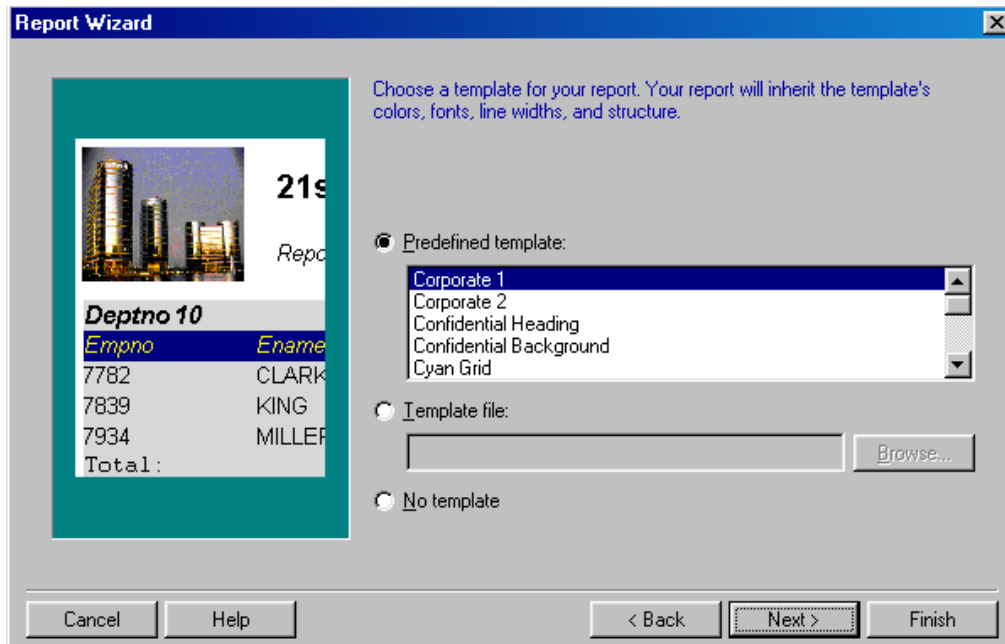 Report Wizard
Choose a template for your report. Your report will inherit the template's
colors, fonts, line widths, and structure.
21s
Repo
Deptno 10
Empno Ename
7782 CLARK
7839 KING
7934 MILLER
Total:
Predefined template:
Corporate 1
Corporate 2
Confidential Heading
Confidential Background
Cyan Grid
Template file:
Browse...
No template
Cancel Help < Back Next > Finish